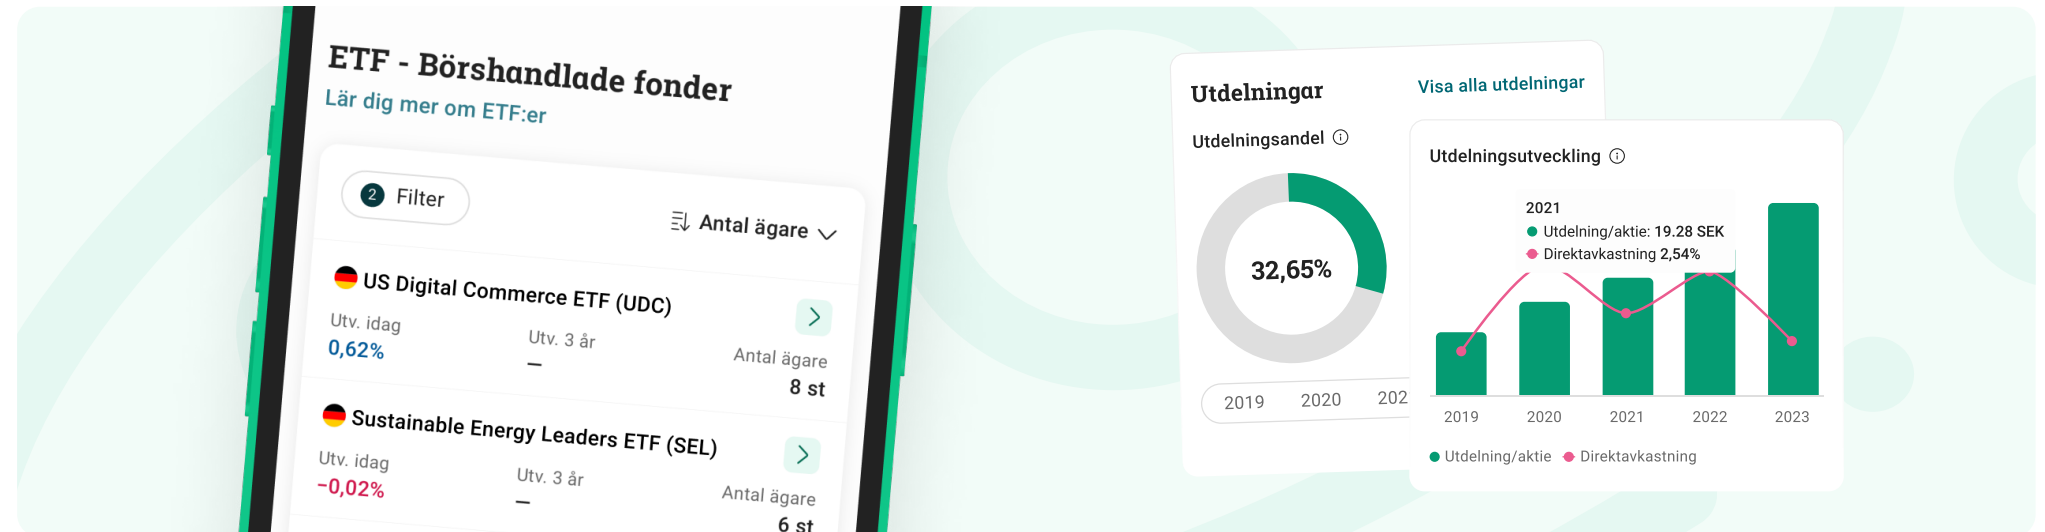 ETF - Börshandlade fonder
Lär dig mer om ETF:er
2 Filter
Antal ägare
US Digital Commerce ETF (UDC)
Utv. idag
0,62%
Utv. 3 år
–
Antal ägare
8 st
Sustainable Energy Leaders ETF (SEL)
Utv. idag
−0,02%
Utv. 3 år
–
Antal ägare
6 st
Utdelningar
Visa alla utdelningar
Utdelningsandel
32,65%
2019 2020 202
Utdelningsutveckling
2021
Utdelning/aktie: 19.28 SEK
Direktavkastning 2,54%
2019 2020 2021 2022 2023
Utdelning/aktie Direktavkastning